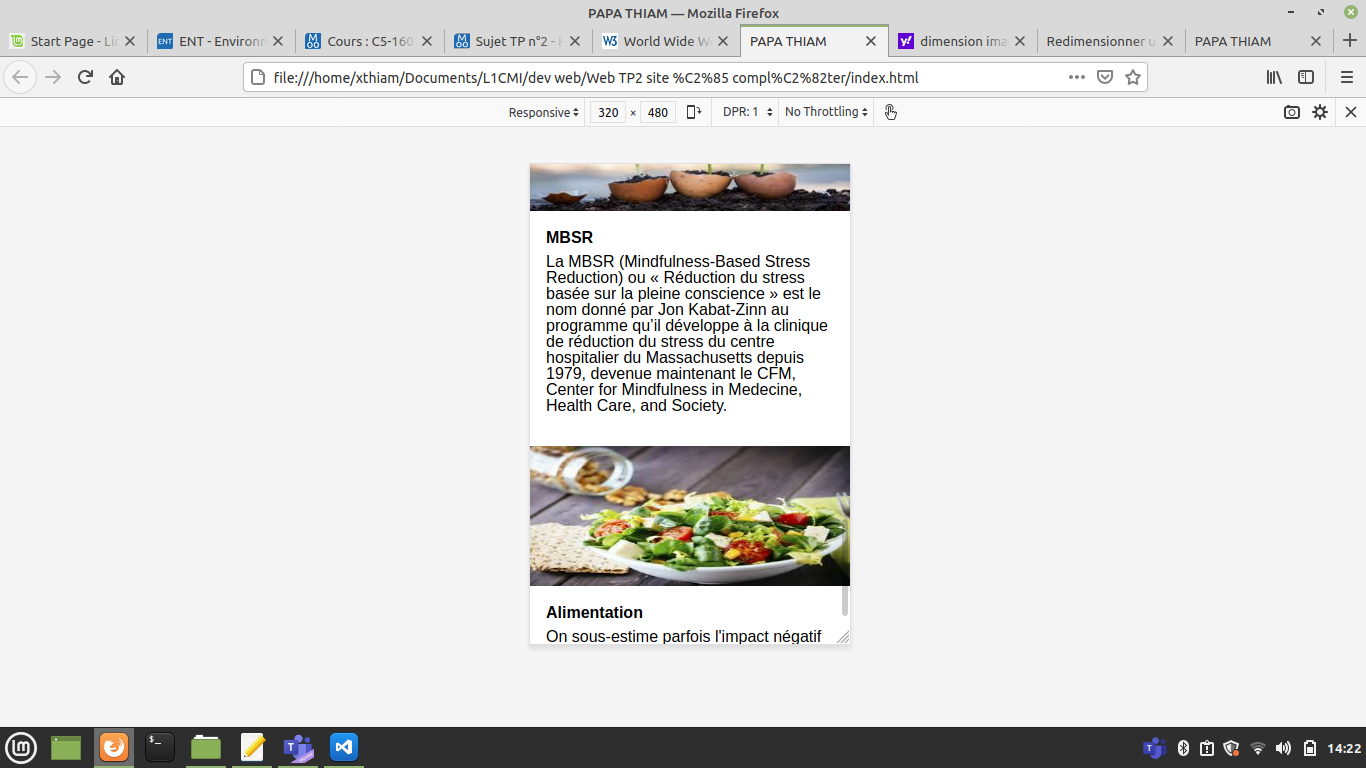 PAPA THIAM — Mozilla Firefox
Start Page - Lin
ENT - Environn
Cours : C5-160
Sujet TP n°2 -
World Wide W
PAPA THIAM
dimension ima
Redimensionner u
PAPA THIAM
file:///home/xthiam/Documents/L1CMI/dev web/Web TP2 site %C2%85 compl%C2%82ter/index.html
Responsive 320 × 480 DPR: 1 No Throttling
MBSR
La MBSR (Mindfulness-Based Stress
Reduction) ou « Réduction du stress
basée sur la pleine conscience » est le
nom donné par Jon Kabat-Zinn au
programme qu’il développe à la clinique
de réduction du stress du centre
hospitalier du Massachusetts depuis
1979, devenue maintenant le CFM,
Center for Mindfulness in Medecine,
Health Care, and Society.
Alimentation
On sous-estime parfois l'impact négatif
14:22